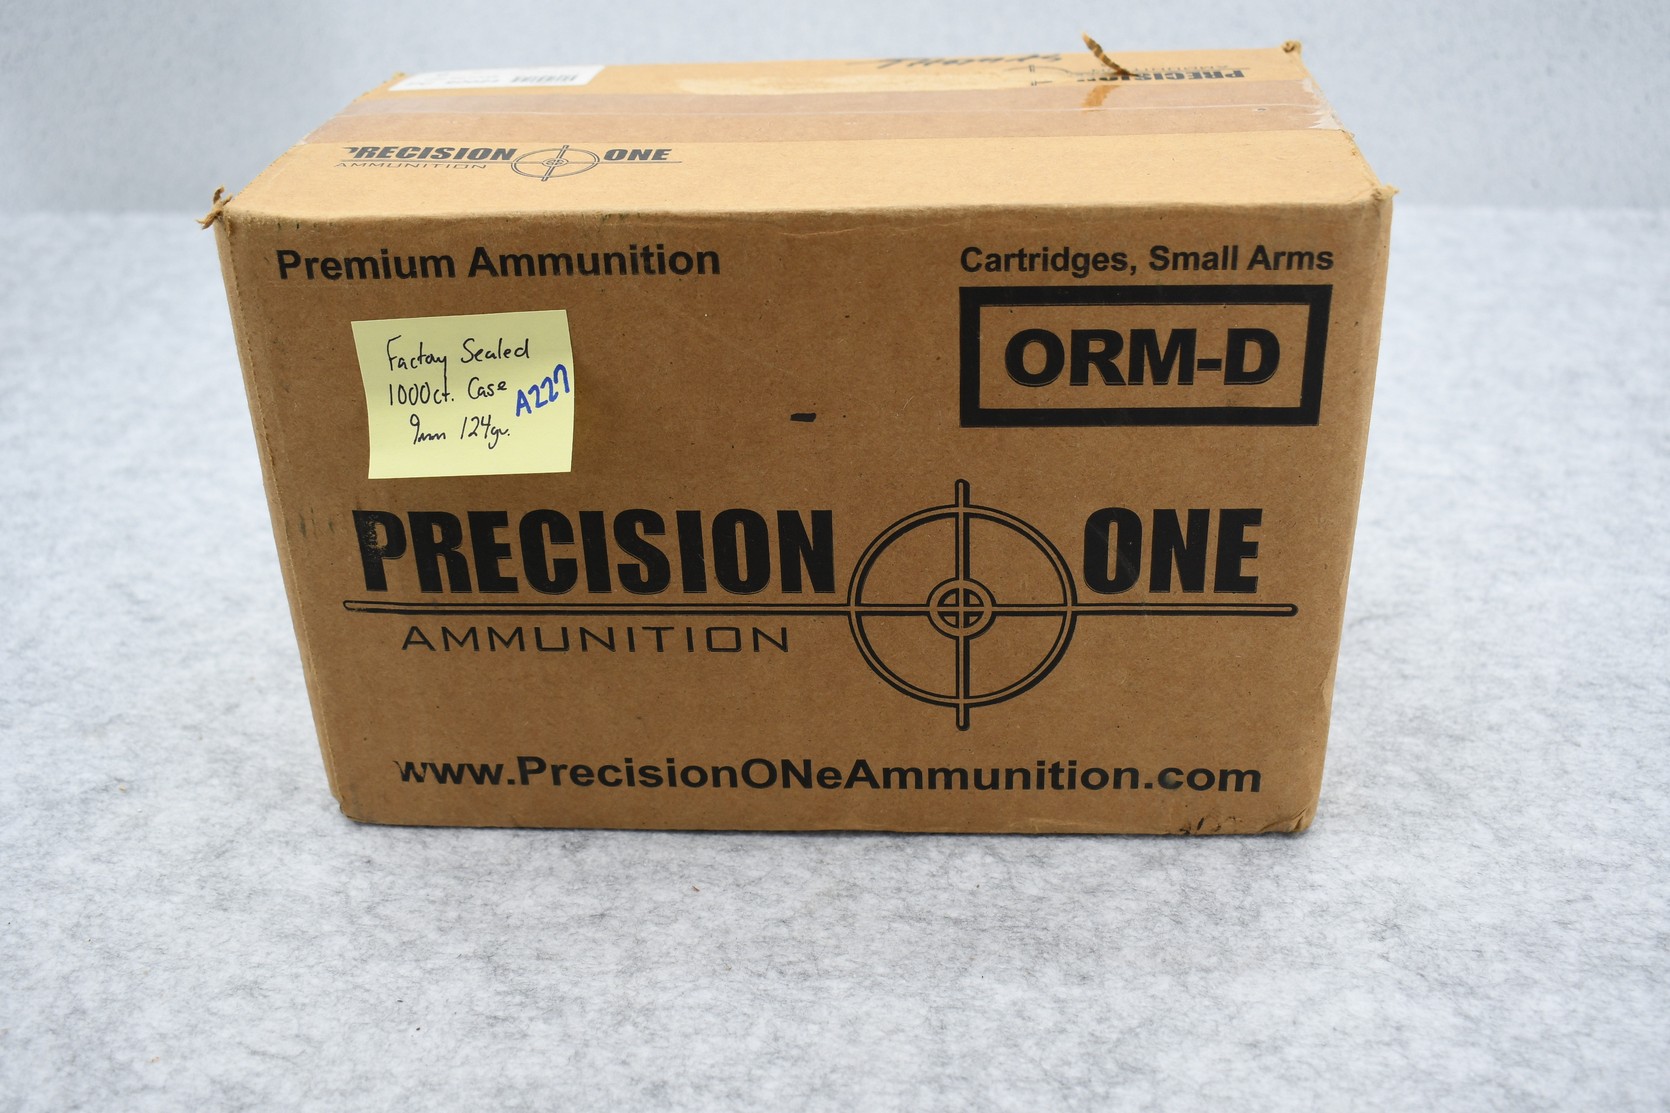 PRECISION
PRECISION ONE
AMMUNITION
Premium Ammunition
Cartridges, Small Arms
ORM-D
Factory Sealed
1000ct. Case
9mm 124gr.
A227
PRECISION ONE
AMMUNITION
www.PrecisionONeAmmunition.com